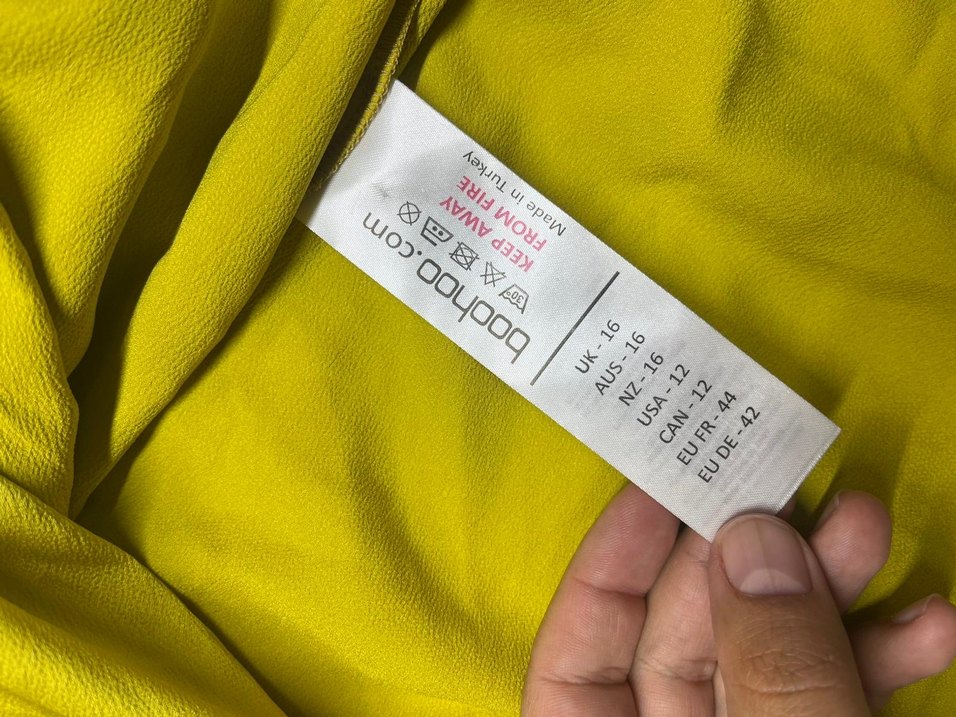 boohoo.com
30°
KEEP AWAY
FROM FIRE
Made in Turkey
UK - 16
AUS - 16
NZ - 16
USA - 12
CAN - 12
EU FR - 44
EU DE - 42